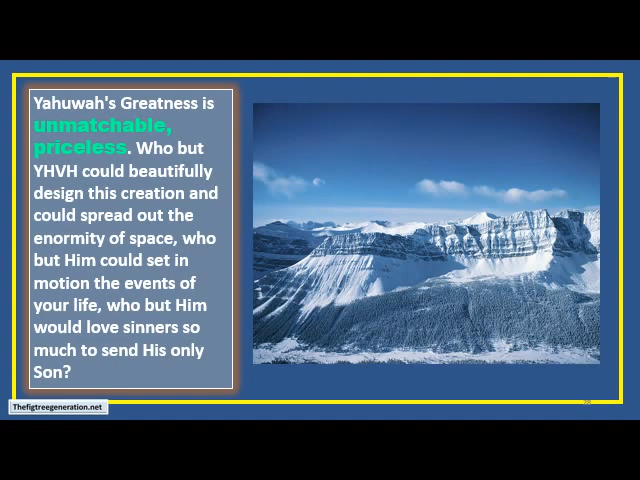 Yahuwah's Greatness is
unmatchable,
priceless. Who but
YHVH could beautifully
design this creation and
could spread out the
enormity of space, who
but Him could set in
motion the events of
your life, who but Him
would love sinners so
much to send His only
Son?
Thefigtreegeneration.net